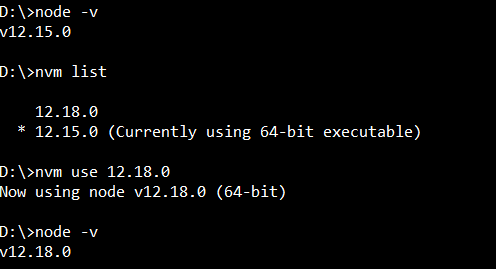 D:\>node -v
v12.15.0
D:\>nvm list
12.18.0
* 12.15.0 (Currently using 64-bit executable)
D:\>nvm use 12.18.0
Now using node v12.18.0 (64-bit)
D:\>node -v
v12.18.0